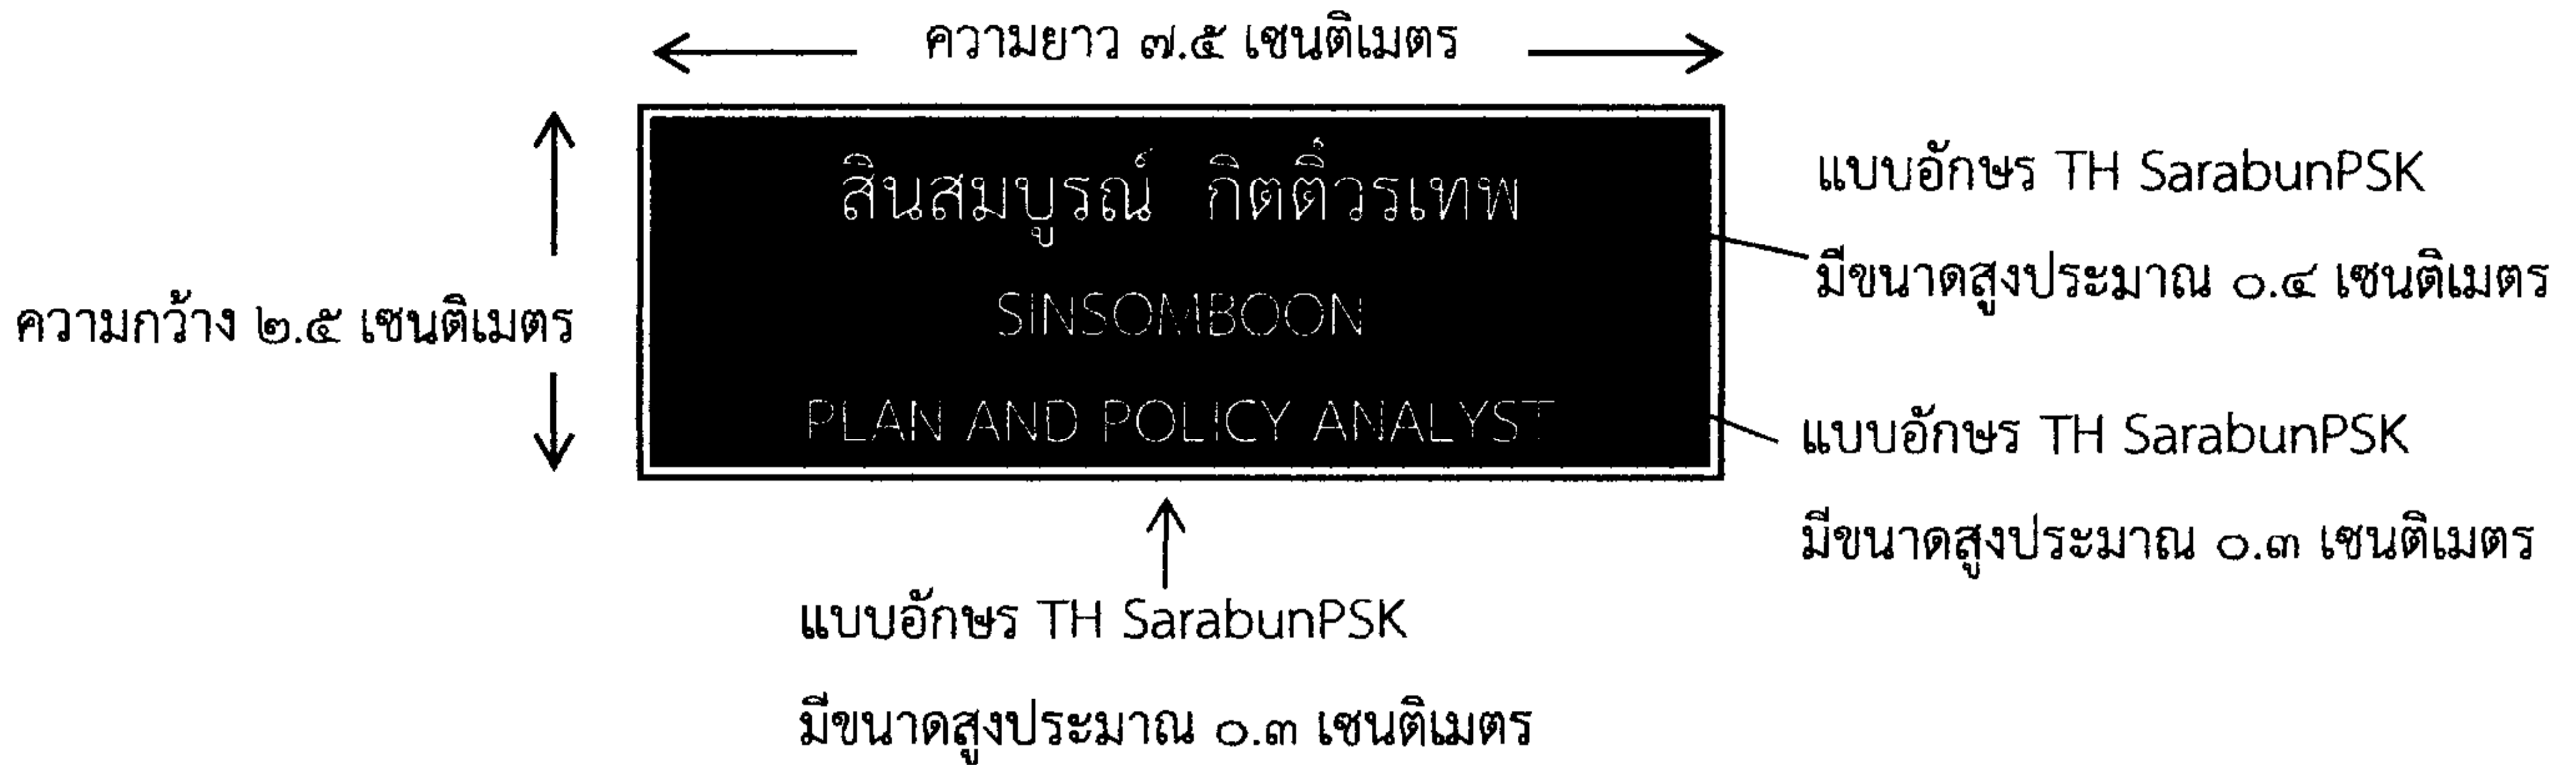 ความยาว ๗.๕ เซนติเมตร
สินสมบูรณ์ กิตติ์วรเทพ
SINSOMBOON
PLAN AND POLICY ANALYST
ความกว้าง ๒.๕ เซนติเมตร
แบบอักษร TH SarabunPSK
มีขนาดสูงประมาณ ๐.๔ เซนติเมตร
แบบอักษร TH SarabunPSK
มีขนาดสูงประมาณ ๐.๓ เซนติเมตร
แบบอักษร TH SarabunPSK
มีขนาดสูงประมาณ ๐.๓ เซนติเมตร